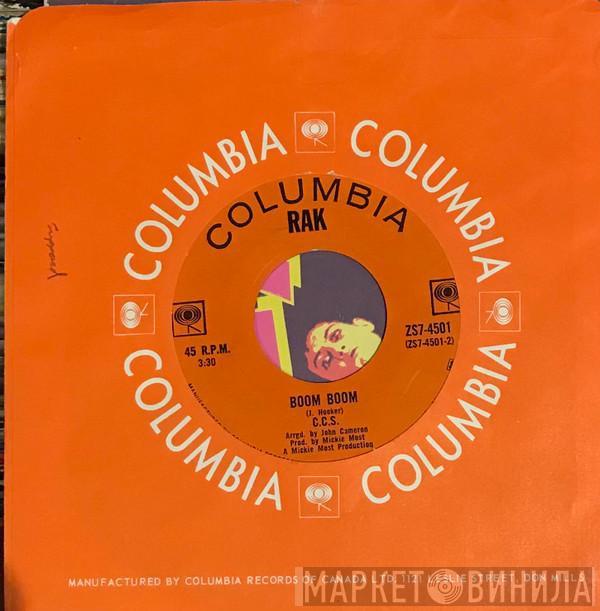 COLUMBIA
COLUMBIA
COLUMBIA
COLUMBIA
COLUMBIA
RAK
45 R.P.M.
3:30
ZS7-4501
(ZS7-4501-2)
BOOM BOOM
(J. Hooker)
C.C.S.
Arrgd. by John Cameron
Prod. by Mickie Most
A Mickie Most Production
MANUFACTURED BY COLUMBIA RECORDS OF CANADA LTD. 1121 LESLIE STREET, DON MILLS
МАРКЕТ ВИНИЛА